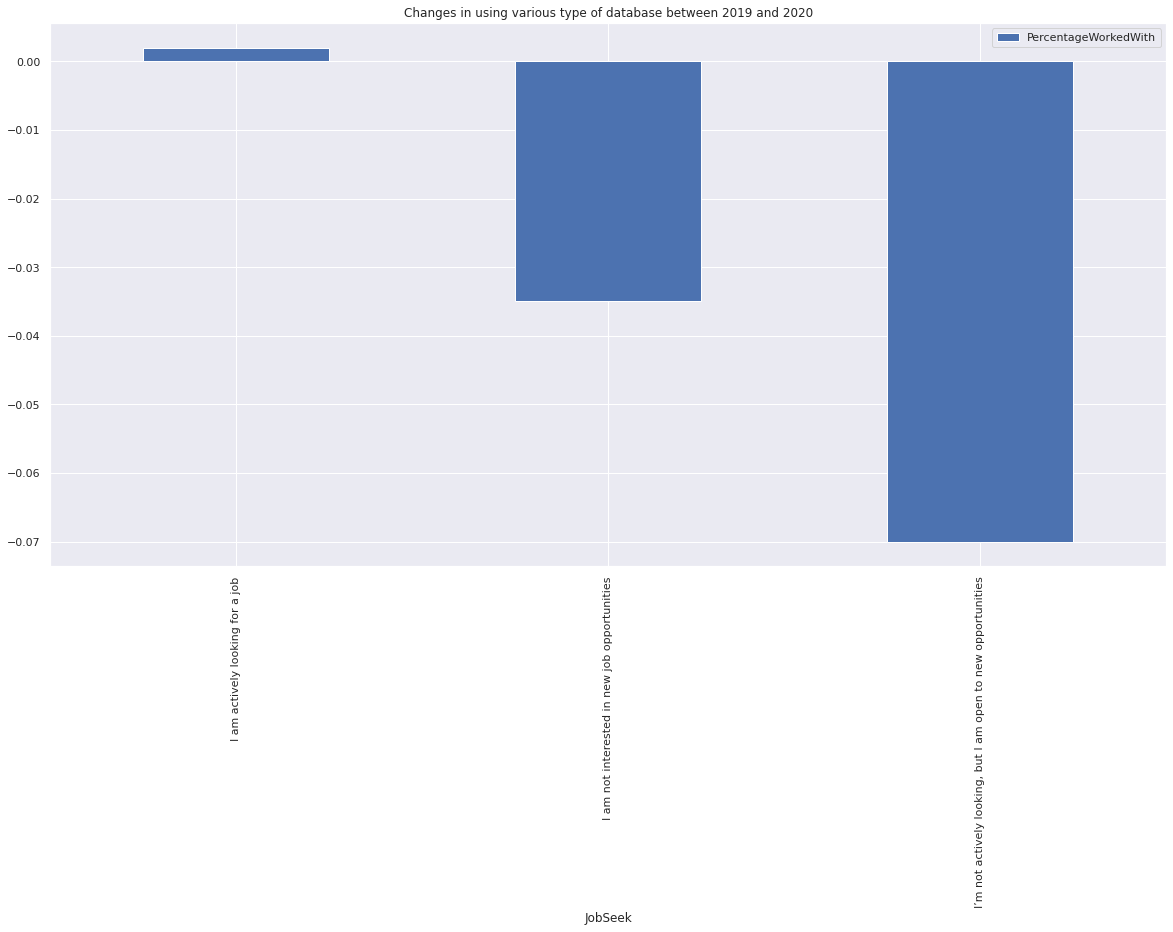 Changes in using various type of database between 2019 and 2020
PercentageWorkedWith
0.00
−0.01
−0.02
−0.03
−0.04
−0.05
−0.06
−0.07
I am actively looking for a job
I am not interested in new job opportunities
I’m not actively looking, but I am open to new opportunities
JobSeek